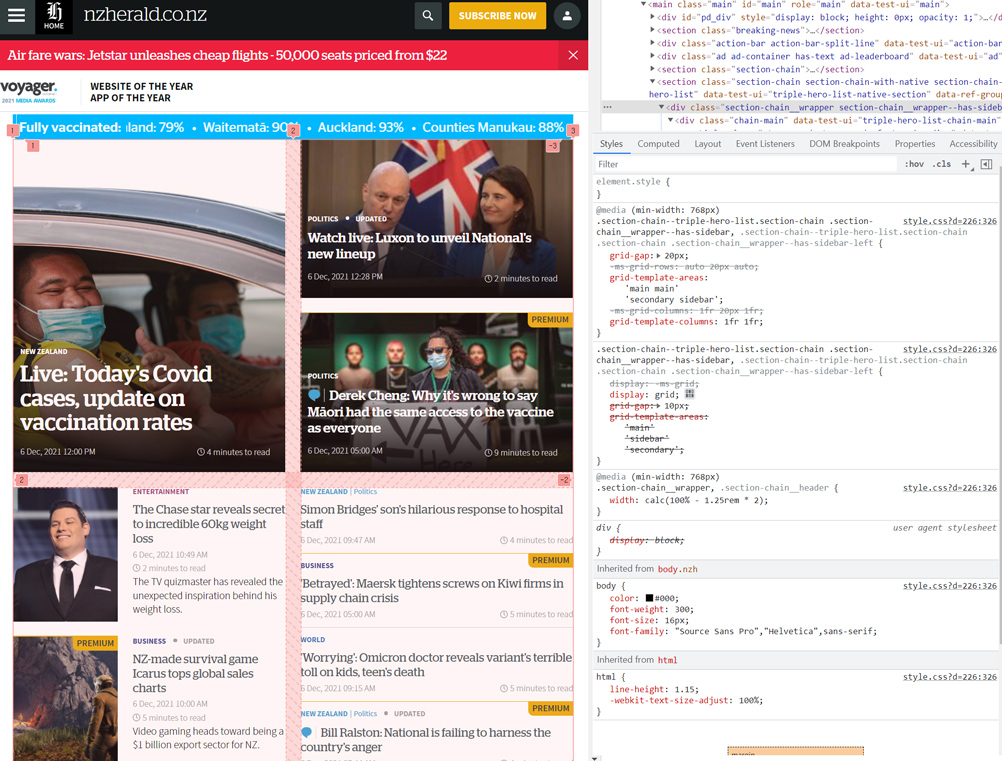 HOME
nzherald.co.nz
SUBSCRIBE NOW
Air fare wars: Jetstar unleashes cheap flights - 50,000 seats priced from $22
voyager.
2021 MEDIA AWARDS
WEBSITE OF THE YEAR
APP OF THE YEAR
1
2
3
Fully vaccinated: land: 79% • Waitematā: 90% • Auckland: 93% • Counties Manukau: 88%
1
-3
POLITICS • UPDATED
Watch live: Luxon to unveil National's
new lineup
6 Dec, 2021 12:28 PM
2 minutes to read
NEW ZEALAND
Live: Today's Covid
cases, update on
vaccination rates
6 Dec, 2021 12:00 PM
4 minutes to read
PREMIUM
POLITICS
Derek Cheng: Why it's wrong to say
Māori had the same access to the vaccine
as everyone
6 Dec, 2021 05:00 AM
9 minutes to read
VAX
2
-2
ENTERTAINMENT
The Chase star reveals secret
to incredible 60kg weight
loss
6 Dec, 2021 10:49 AM
2 minutes to read
The TV quizmaster has revealed the
unexpected inspiration behind his
weight loss.
PREMIUM
BUSINESS • UPDATED
NZ-made survival game
Icarus tops global sales
charts
6 Dec, 2021 10:00 AM
5 minutes to read
Video gaming heads toward being a
$1 billion export sector for NZ.
NEW ZEALAND | Politics
Simon Bridges' son's hilarious response to hospital
staff
6 Dec, 2021 09:47 AM
4 minutes to read
PREMIUM
BUSINESS
'Betrayed': Maersk tightens screws on Kiwi firms in
supply chain crisis
6 Dec, 2021 05:00 AM
5 minutes to read
WORLD
'Worrying': Omicron doctor reveals variant's terrible
toll on kids, teen's death
6 Dec, 2021 09:15 AM
5 minutes to read
PREMIUM
NEW ZEALAND | Politics • UPDATED
Bill Ralston: National is failing to harness the
country's anger
▼<main class="main" id="main" role="main" data-test-ui="main">
▶<div id="pd_div" style="display: block; height: 0px; opacity: 1;">…</di
▶<section class="breaking-news">…</section>
▶<div class="action-bar action-bar-split-line" data-test-ui="action-bar
▶<div class="ad ad-container has-text ad-leaderboard" data-test-ui="ad"
▶<section class="section-chain">…</section>
▼<section class="section-chain section-chain-with-native section-chain-
hero-list" data-test-ui="triple-hero-list-native-section" data-ref-grou
… ▼<div class="section-chain__wrapper section-chain__wrapper--has-sideb
▼<div class="chain-main" data-test-ui="triple-hero-list-chain-main"
Styles Computed Layout Event Listeners DOM Breakpoints Properties Accessibility
Filter
:hov .cls +
element.style {
}
@media (min-width: 768px)
.section-chain--triple-hero-list.section-chain .section- style.css?d=226:326
chain__wrapper--has-sidebar, .section-chain--triple-hero-list.section-chain
.section-chain .section-chain__wrapper--has-sidebar-left {
grid-gap:▶ 20px;
-ms-grid-rows: auto 20px auto;
grid-template-areas:
'main main'
'secondary sidebar';
-ms-grid-columns: 1fr 20px 1fr;
grid-template-columns: 1fr 1fr;
}
.section-chain--triple-hero-list.section-chain .section- style.css?d=226:326
chain__wrapper--has-sidebar, .section-chain--triple-hero-list.section-chain
.section-chain .section-chain__wrapper--has-sidebar-left {
display: -ms-grid;
display: grid;
grid-gap:▶ 10px;
grid-template-areas:
'main'
'sidebar'
'secondary';
}
@media (min-width: 768px)
.section-chain__wrapper, .section-chain__header { style.css?d=226:326
width: calc(100% - 1.25rem * 2);
}
div { user agent stylesheet
display: block;
}
Inherited from body.nzh
body { style.css?d=226:326
color: #000;
font-weight: 300;
font-size: 16px;
font-family: "Source Sans Pro","Helvetica",sans-serif;
}
Inherited from html
html { style.css?d=226:326
line-height: 1.15;
-webkit-text-size-adjust: 100%;
}